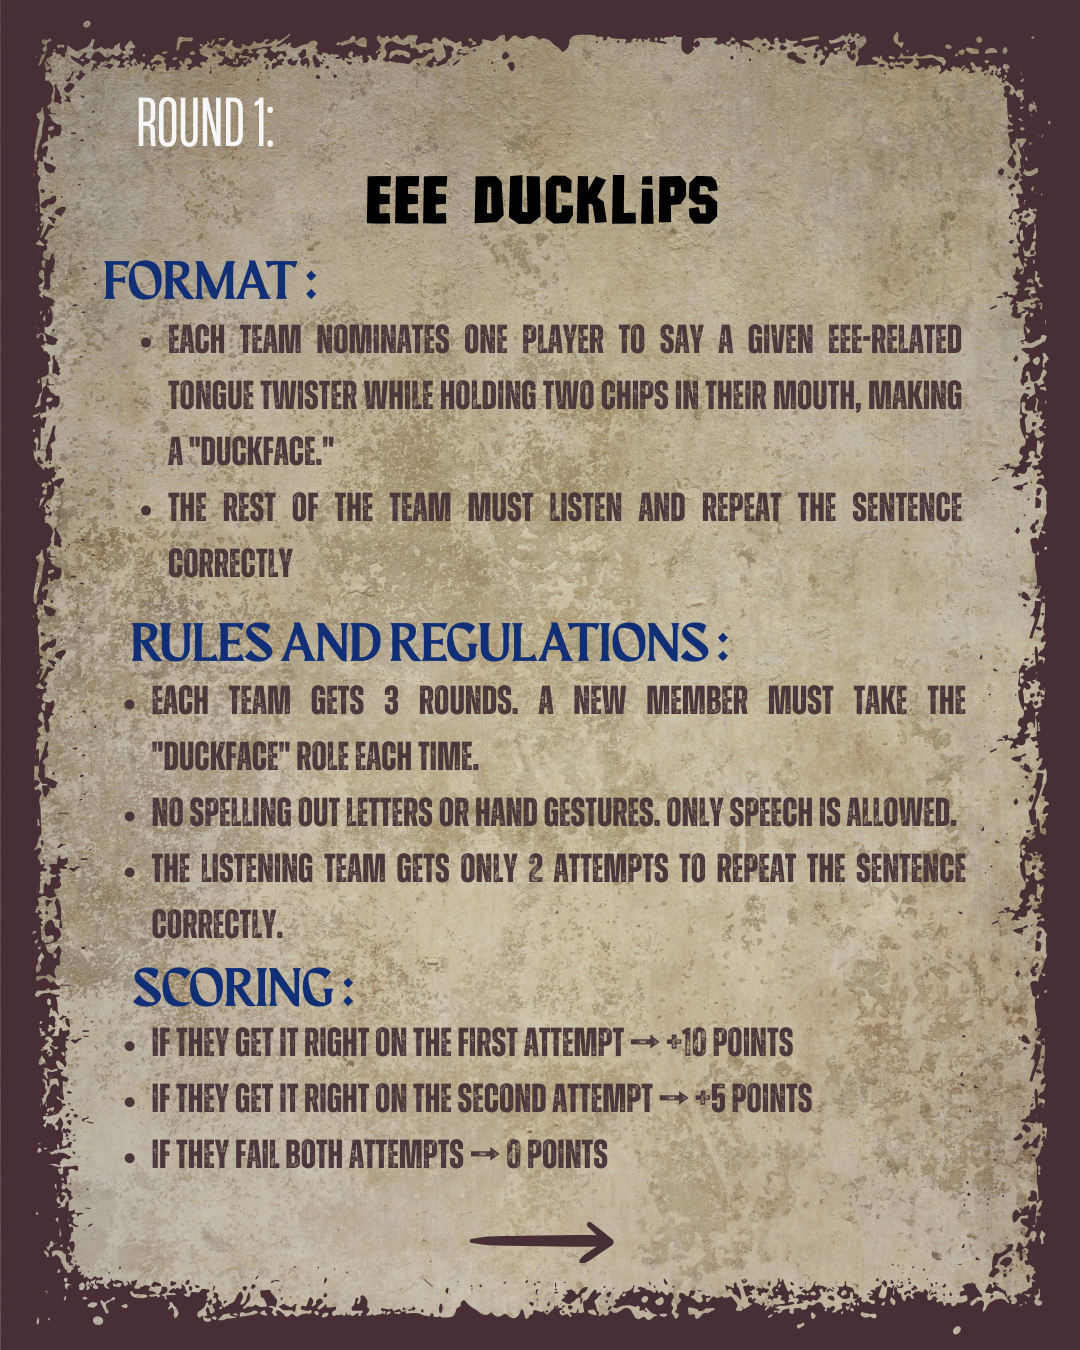 ROUND 1:
EEE DUCKLiPS
FORMAT :
• EACH TEAM NOMINATES ONE PLAYER TO SAY A GIVEN EEE-RELATED
TONGUE TWISTER WHILE HOLDING TWO CHIPS IN THEIR MOUTH, MAKING
A "DUCKFACE."
• THE REST OF THE TEAM MUST LISTEN AND REPEAT THE SENTENCE
CORRECTLY
RULES AND REGULATIONS :
• EACH TEAM GETS 3 ROUNDS. A NEW MEMBER MUST TAKE THE
"DUCKFACE" ROLE EACH TIME.
• NO SPELLING OUT LETTERS OR HAND GESTURES. ONLY SPEECH IS ALLOWED.
• THE LISTENING TEAM GETS ONLY 2 ATTEMPTS TO REPEAT THE SENTENCE
CORRECTLY.
SCORING :
• IF THEY GET IT RIGHT ON THE FIRST ATTEMPT → +10 POINTS
• IF THEY GET IT RIGHT ON THE SECOND ATTEMPT → +5 POINTS
• IF THEY FAIL BOTH ATTEMPTS → 0 POINTS